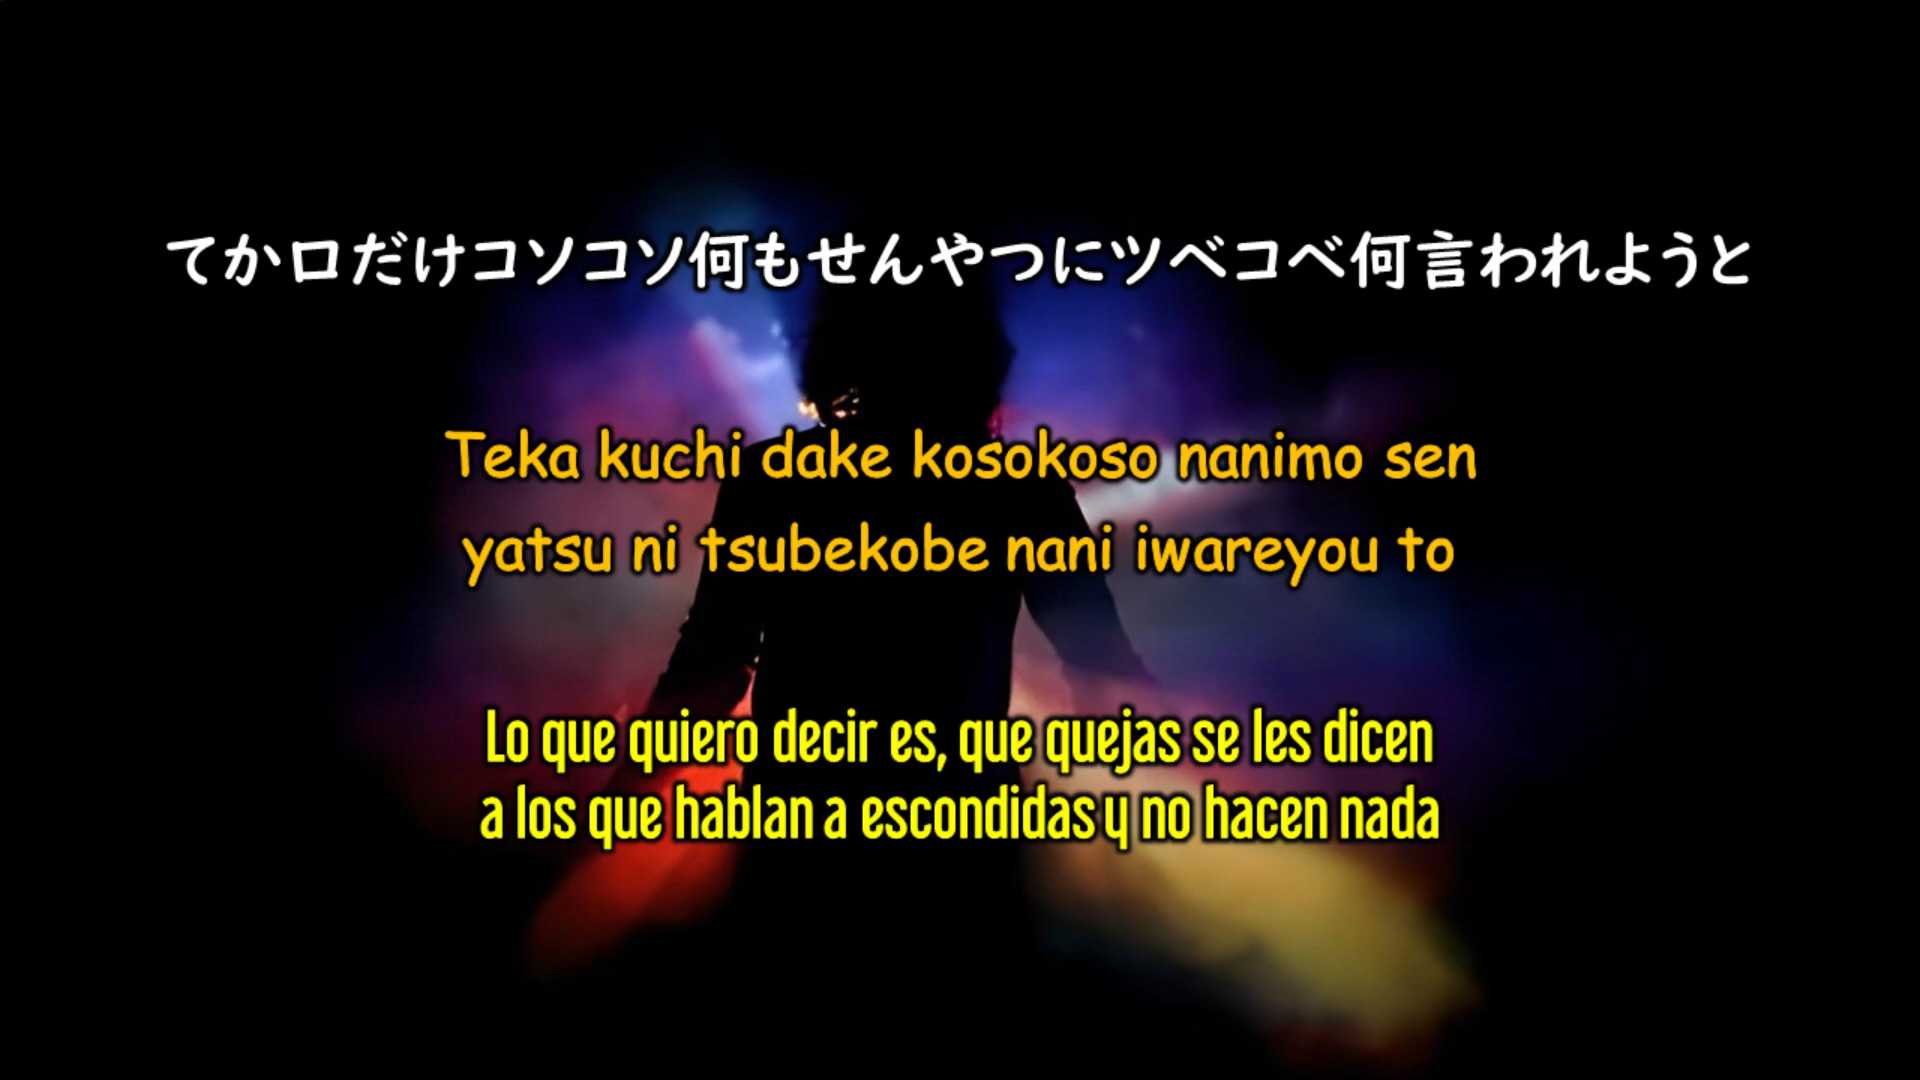 てか口だけコソコソ何もせんやつにツベコベ何言われようと
Teka kuchi dake kosokoso nanimo sen
yatsu ni tsubekobe nani iwareyou to
Lo que quiero decir es, que quejas se les dicen
a los que hablan a escondidas y no hacen nada